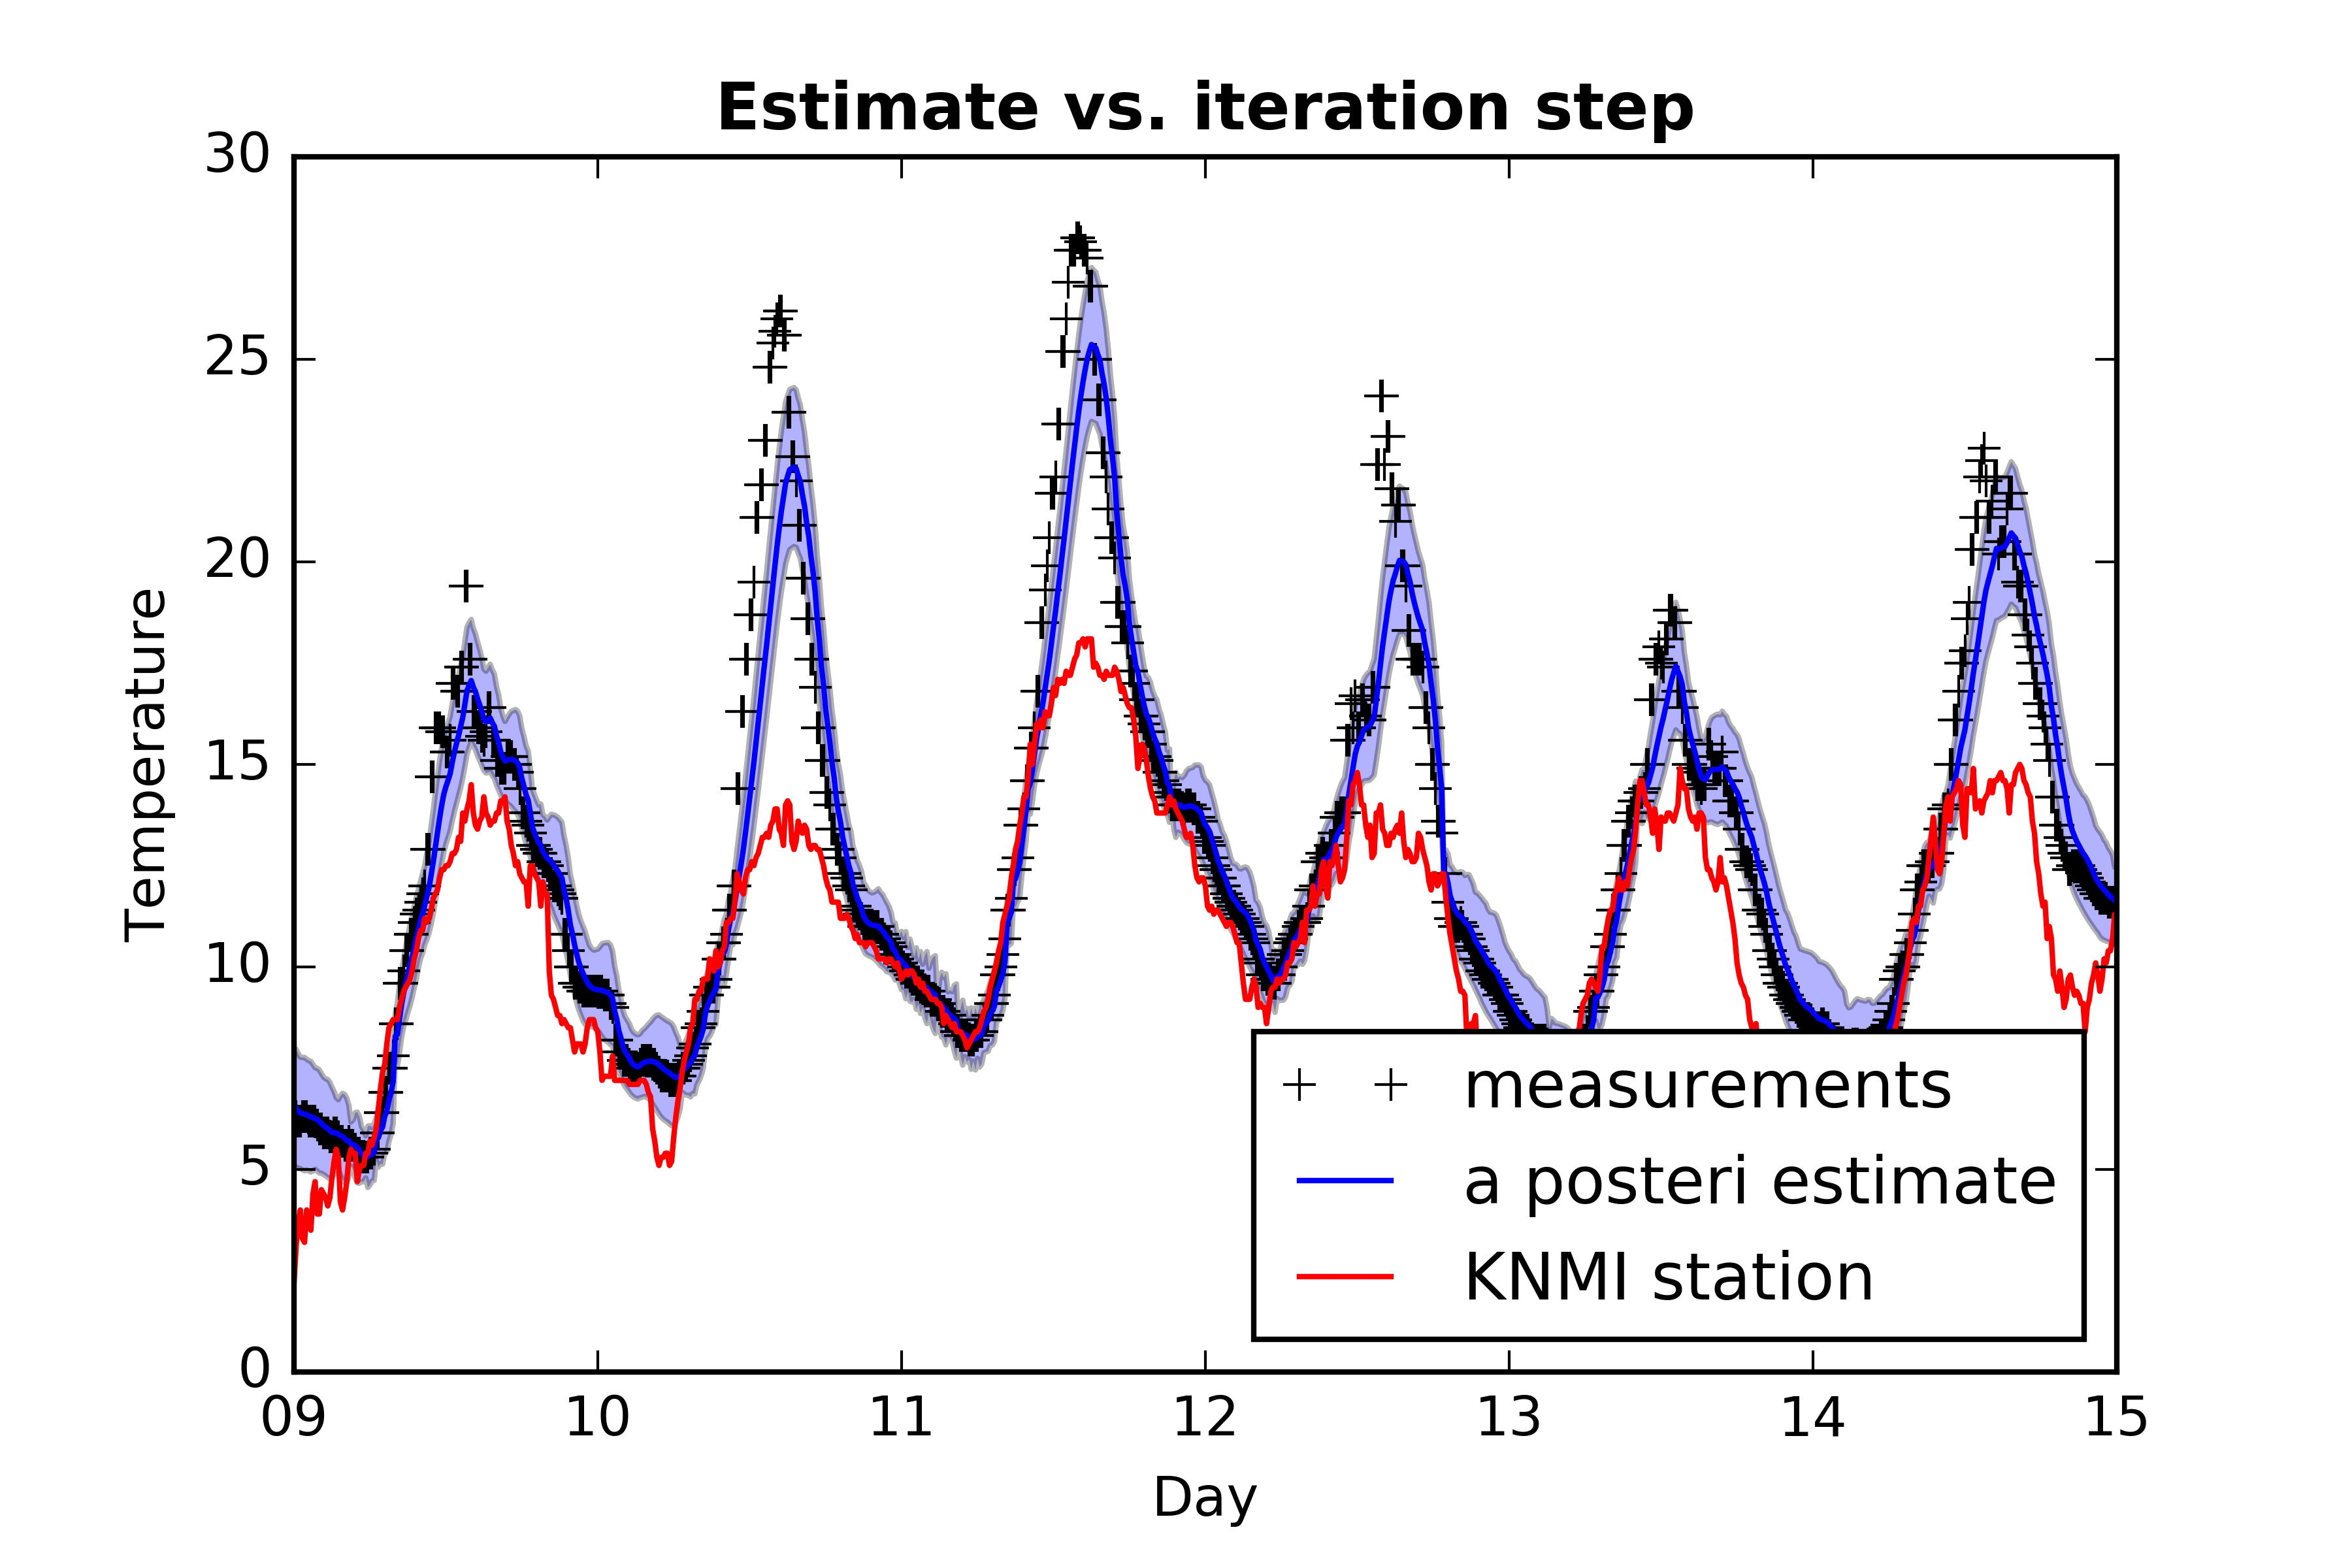 Estimate vs. iteration step
30
25
20
15
10
5
0
Temperature
09 10 11 12 13 14 15
Day
measurements
a posteri estimate
KNMI station